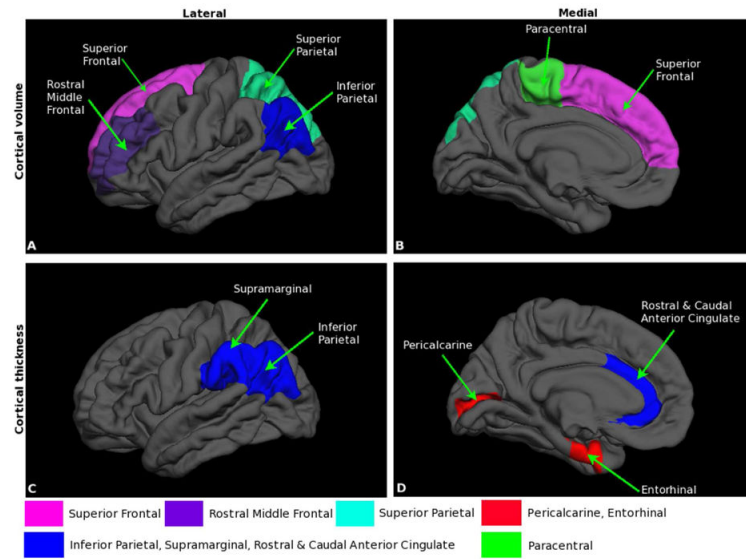 Lateral
Medial
Cortical volume
Superior
Frontal
Superior
Parietal
Rostral
Middle
Frontal
Inferior
Parietal
A
Paracentral
Superior
Frontal
B
Cortical thickness
Supramarginal
Inferior
Parietal
C
Rostral & Caudal
Anterior Cingulate
Pericalcarine
Entorhinal
D
Superior Frontal
Rostral Middle Frontal
Superior Parietal
Pericalcarine, Entorhinal
Inferior Parietal, Supramarginal, Rostral & Caudal Anterior Cingulate
Paracentral